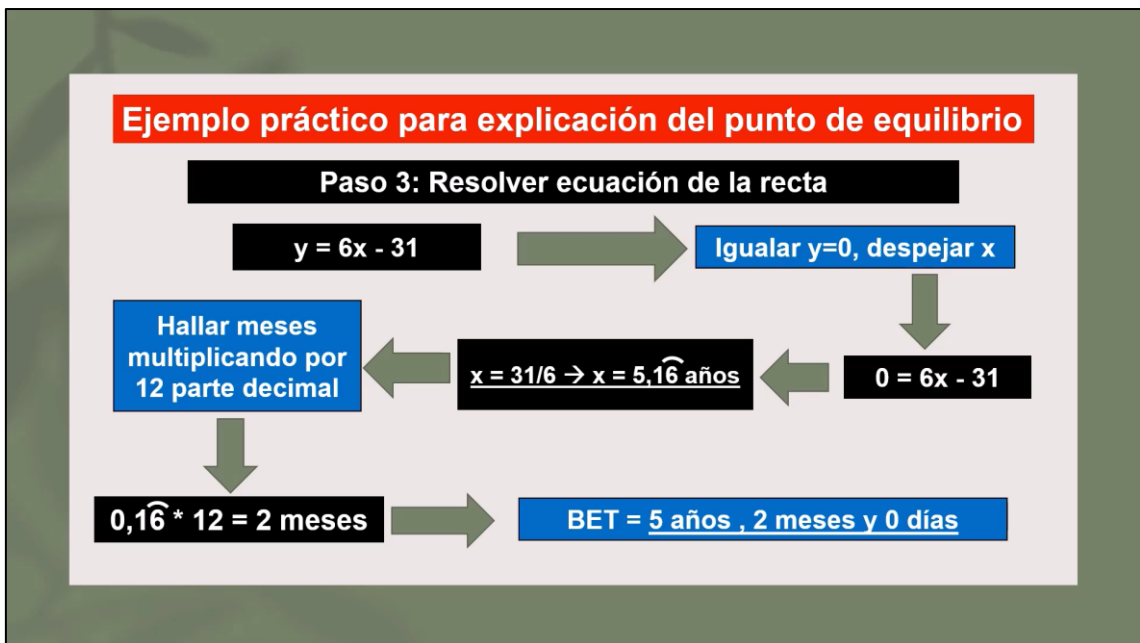 Ejemplo práctico para explicación del punto de equilibrio
Paso 3: Resolver ecuación de la recta
y = 6x - 31
Igualar y=0, despejar x
0 = 6x - 31
x = 31/6 → x = 5,16̑ años
Hallar meses
multiplicando por
12 parte decimal
0,16̑ * 12 = 2 meses
BET = 5 años , 2 meses y 0 días